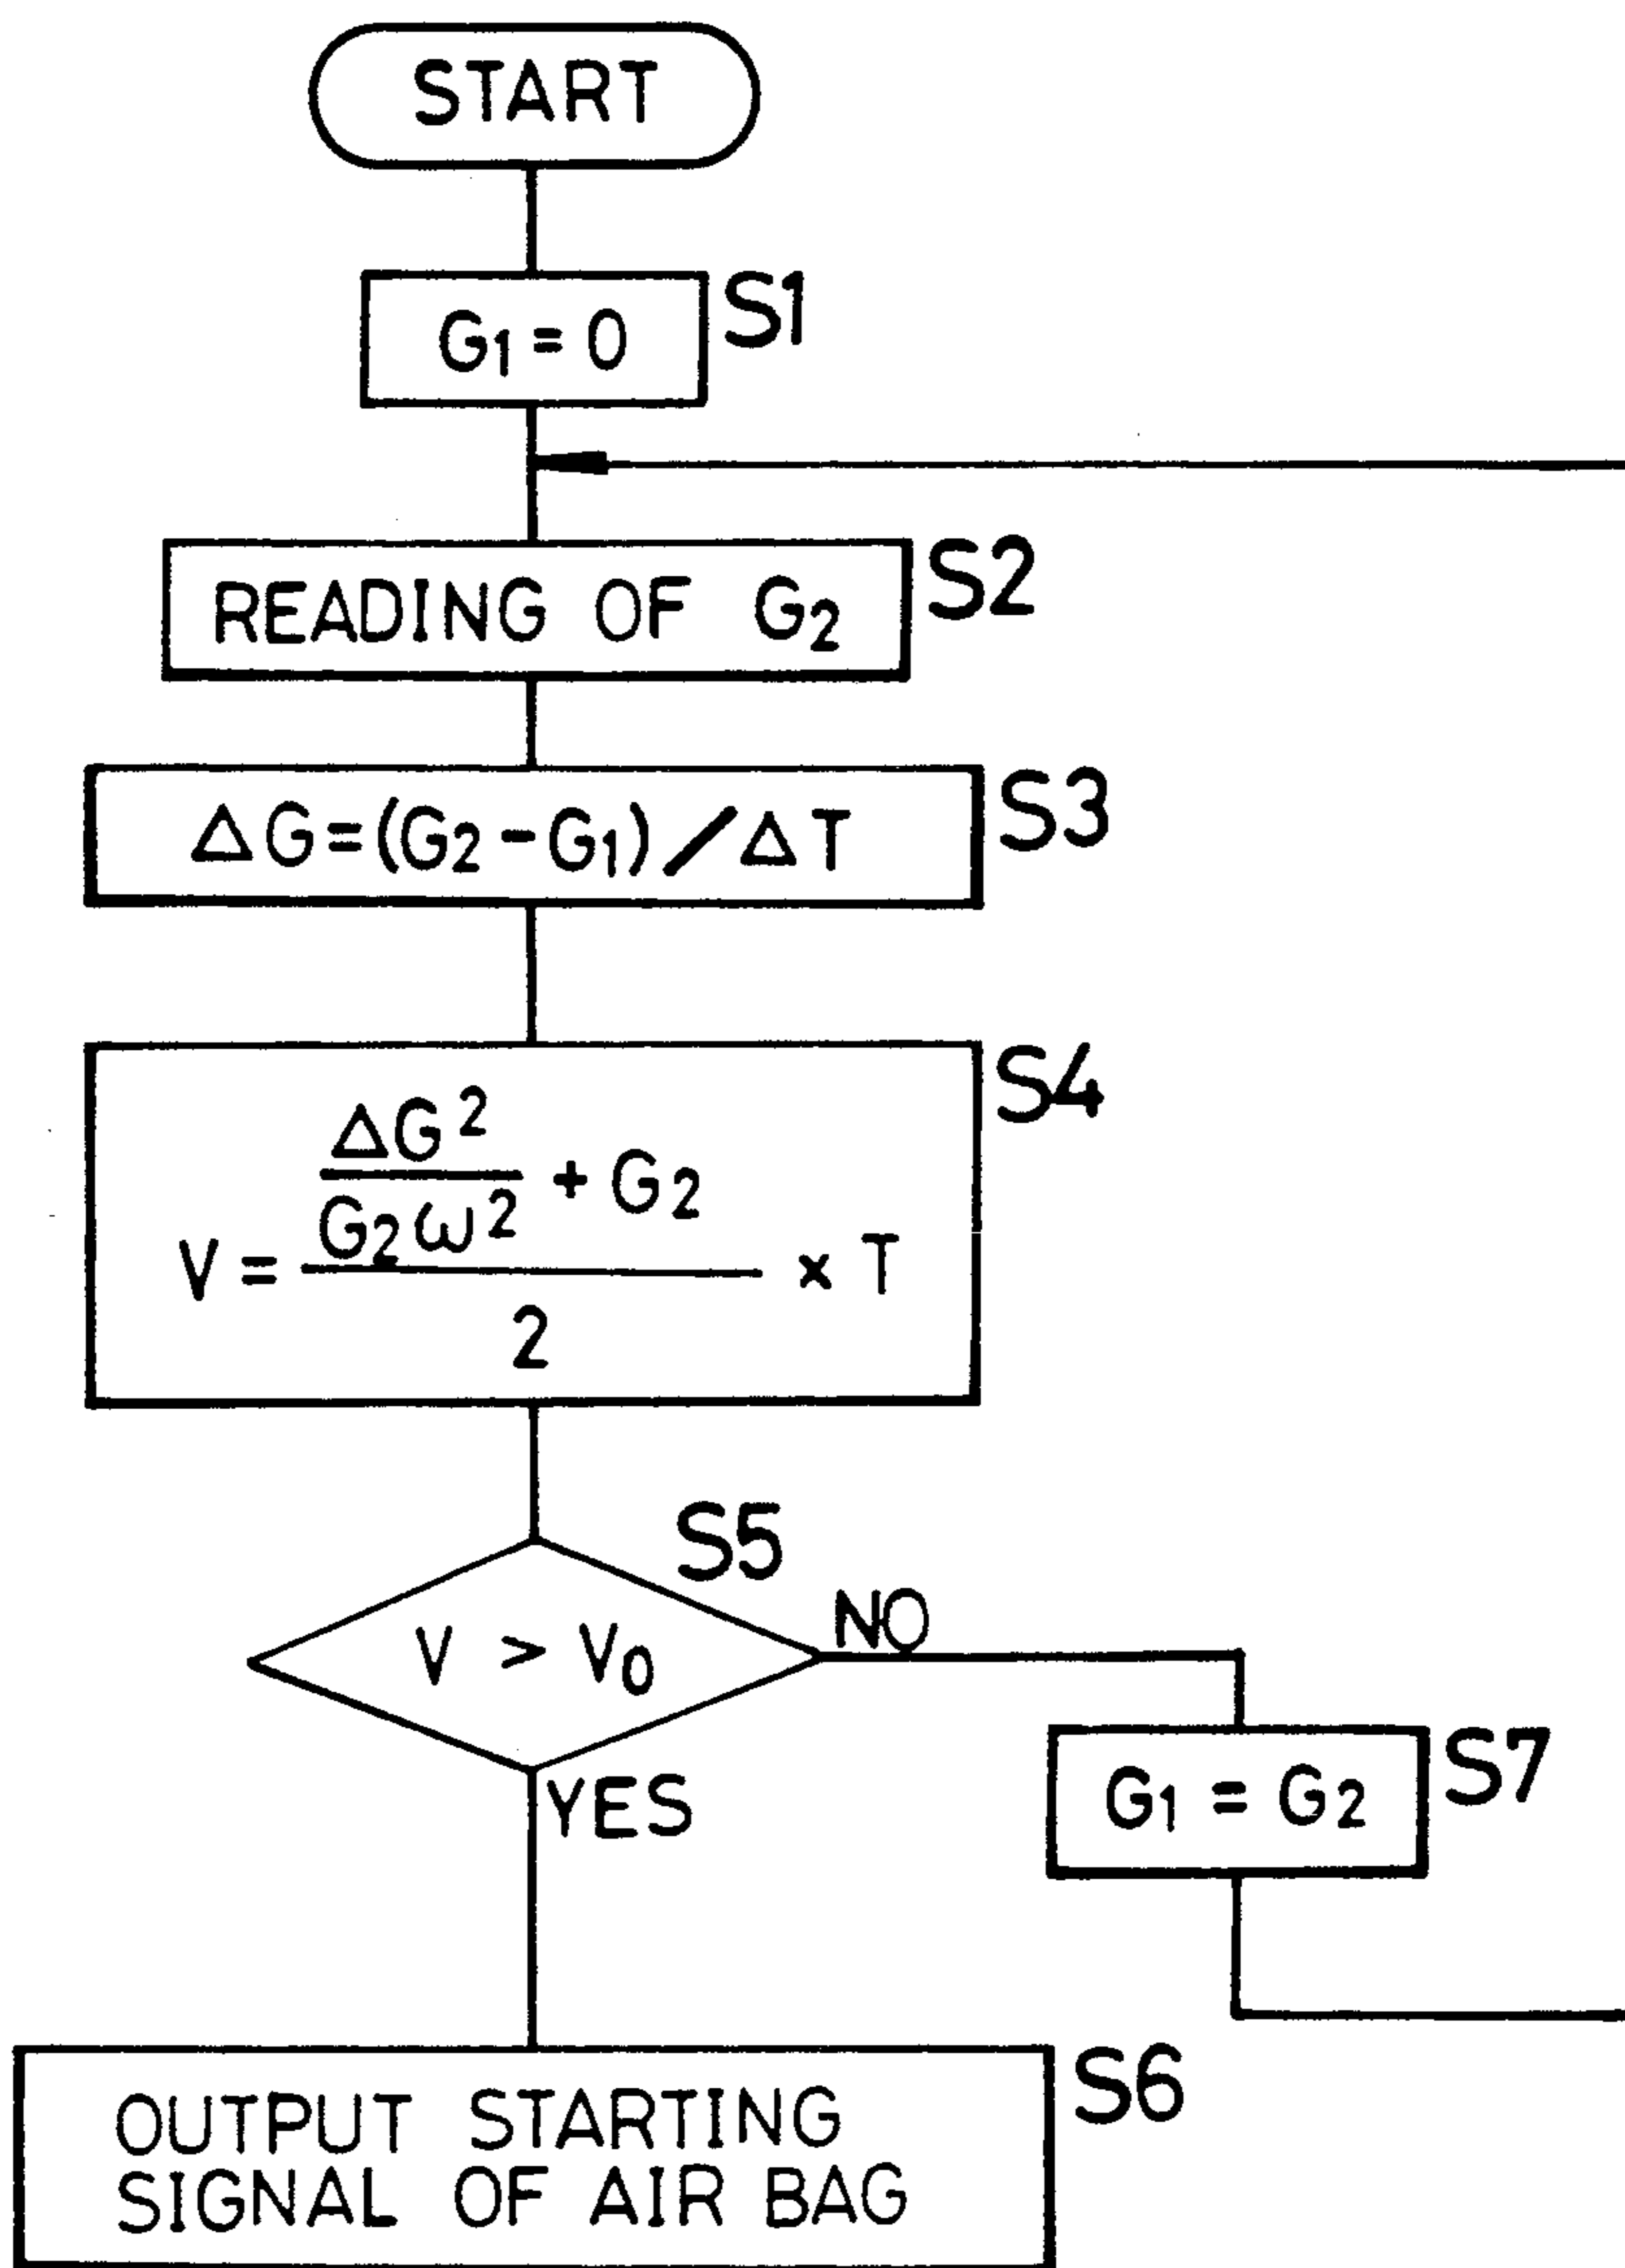 START
G₁ = 0
S1
READING OF G₂
S2
ΔG=(G₂-G₁)/ΔT
S3
S4
ΔG²
G₂ω²
+ G₂
V =
× T
2
S5
V > V₀
NO
YES
G₁ = G₂
S7
OUTPUT STARTING
SIGNAL OF AIR BAG
S6